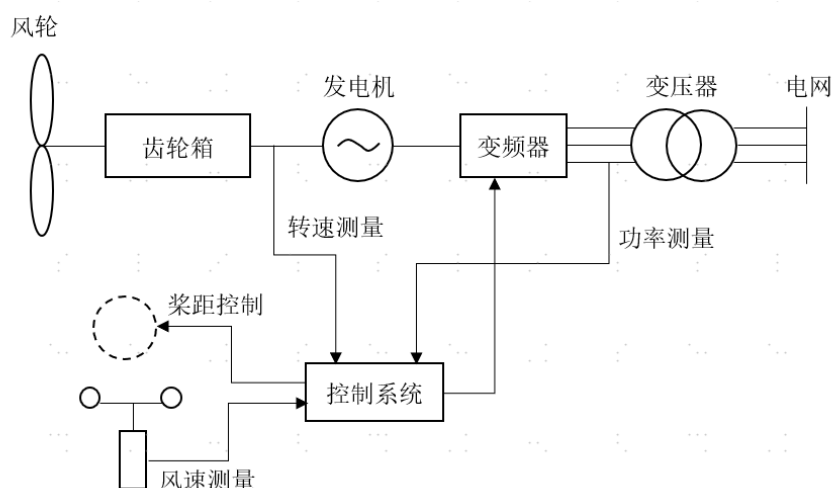 风轮
发电机
变压器
电网
齿轮箱
变频器
转速测量
功率测量
桨距控制
控制系统
风速测量